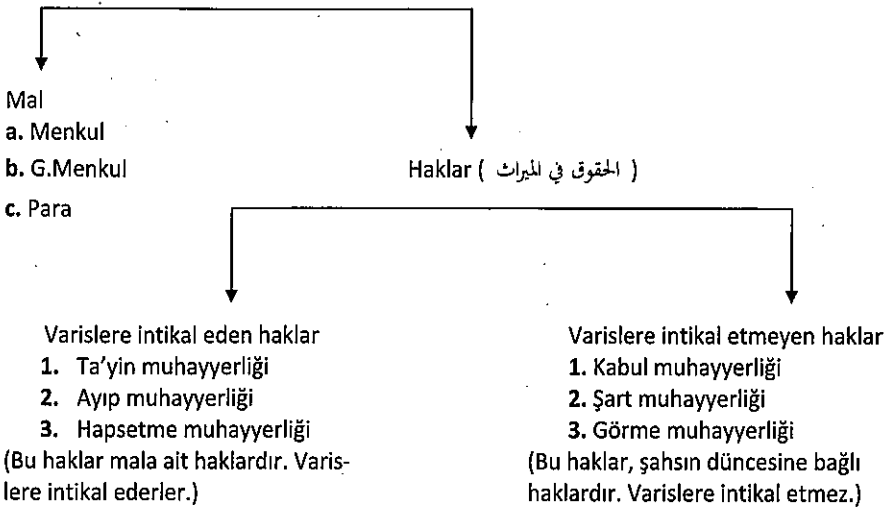 Mal
a. Menkul
b. G.Menkul
Haklar ( الحقوق في الميراث )
c. Para
Varislere intikal eden haklar
1. Ta'yin muhayyerliği
2. Ayıp muhayyerliği
3. Hapsetme muhayyerliği
(Bu haklar mala ait haklardır. Varis-
lere intikal ederler.)
Varislere intikal etmeyen haklar
1. Kabul muhayyerliği
2. Şart muhayyerliği
3. Görme muhayyerliği
(Bu haklar, şahsın düncesine bağlı
haklardır. Varislere intikal etmez.)